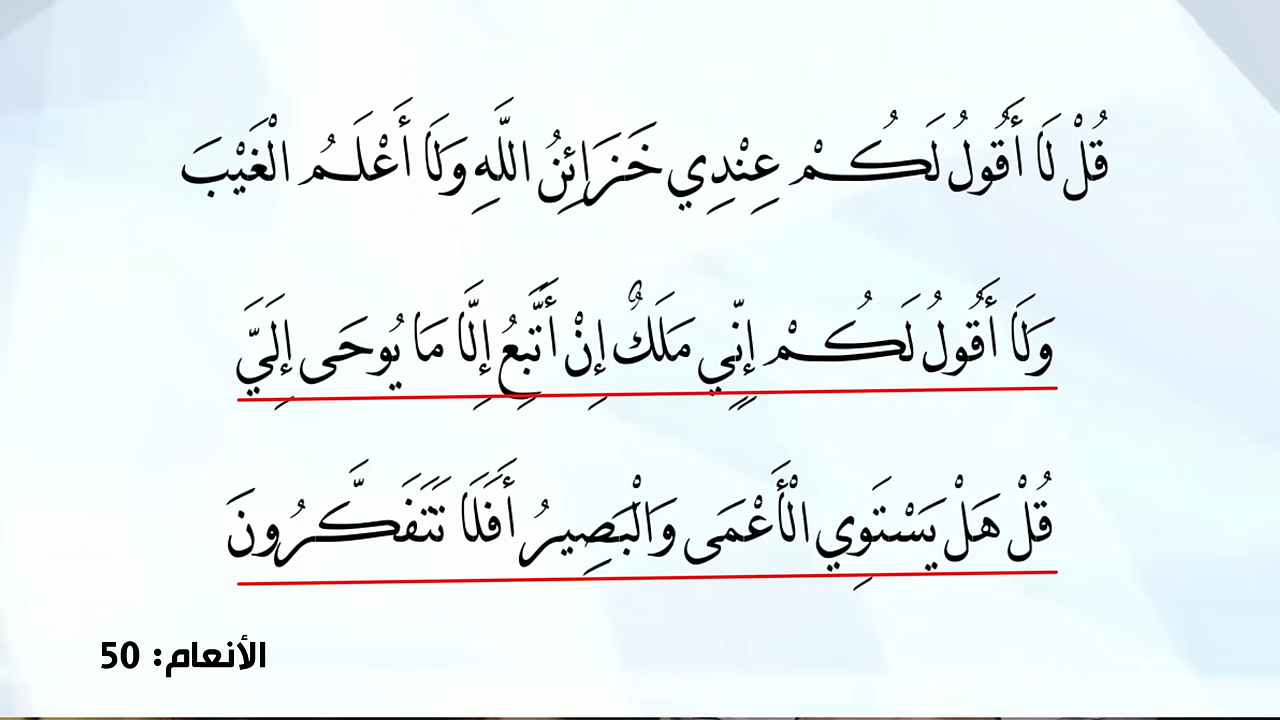 قُلْ لَا أَقُولُ لَكُمْ عِنْدِي خَزَائِنُ اللَّهِ وَلَا أَعْلَمُ الْغَيْبَ
وَلَا أَقُولُ لَكُمْ إِنِّي مَلَكٌ إِنْ أَتَّبِعُ إِلَّا مَا يُوحَى إِلَيَّ
قُلْ هَلْ يَسْتَوِي الْأَعْمَى وَالْبَصِيرُ أَفَلَا تَتَفَكَّرُونَ
الأنعام: 50